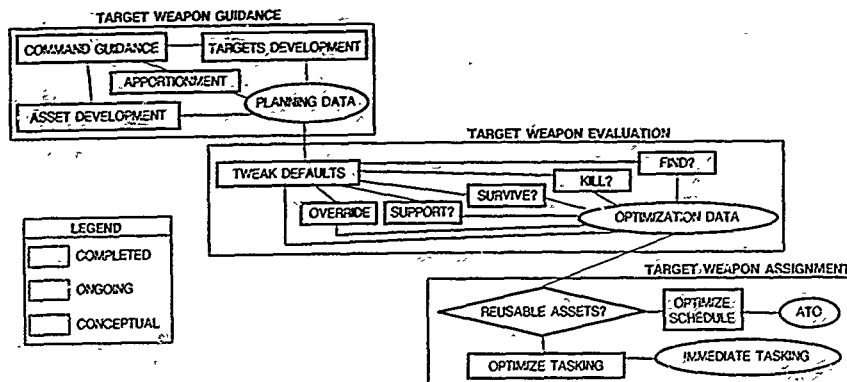 TARGET WEAPON GUIDANCE
COMMAND GUIDANCE
TARGETS DEVELOPMENT
APPORTIONMENT
PLANNING DATA
ASSET DEVELOPMENT
TARGET WEAPON EVALUATION
TWEAK DEFAULTS
FIND?
KILL?
SURVIVE?
OVERRIDE
SUPPORT?
OPTIMIZATION DATA
LEGEND
COMPLETED
ONGOING
CONCEPTUAL
TARGET WEAPON ASSIGNMENT
REUSABLE ASSETS?
OPTIMIZE
SCHEDULE
ATO
OPTIMIZE TASKING
IMMEDIATE TASKING